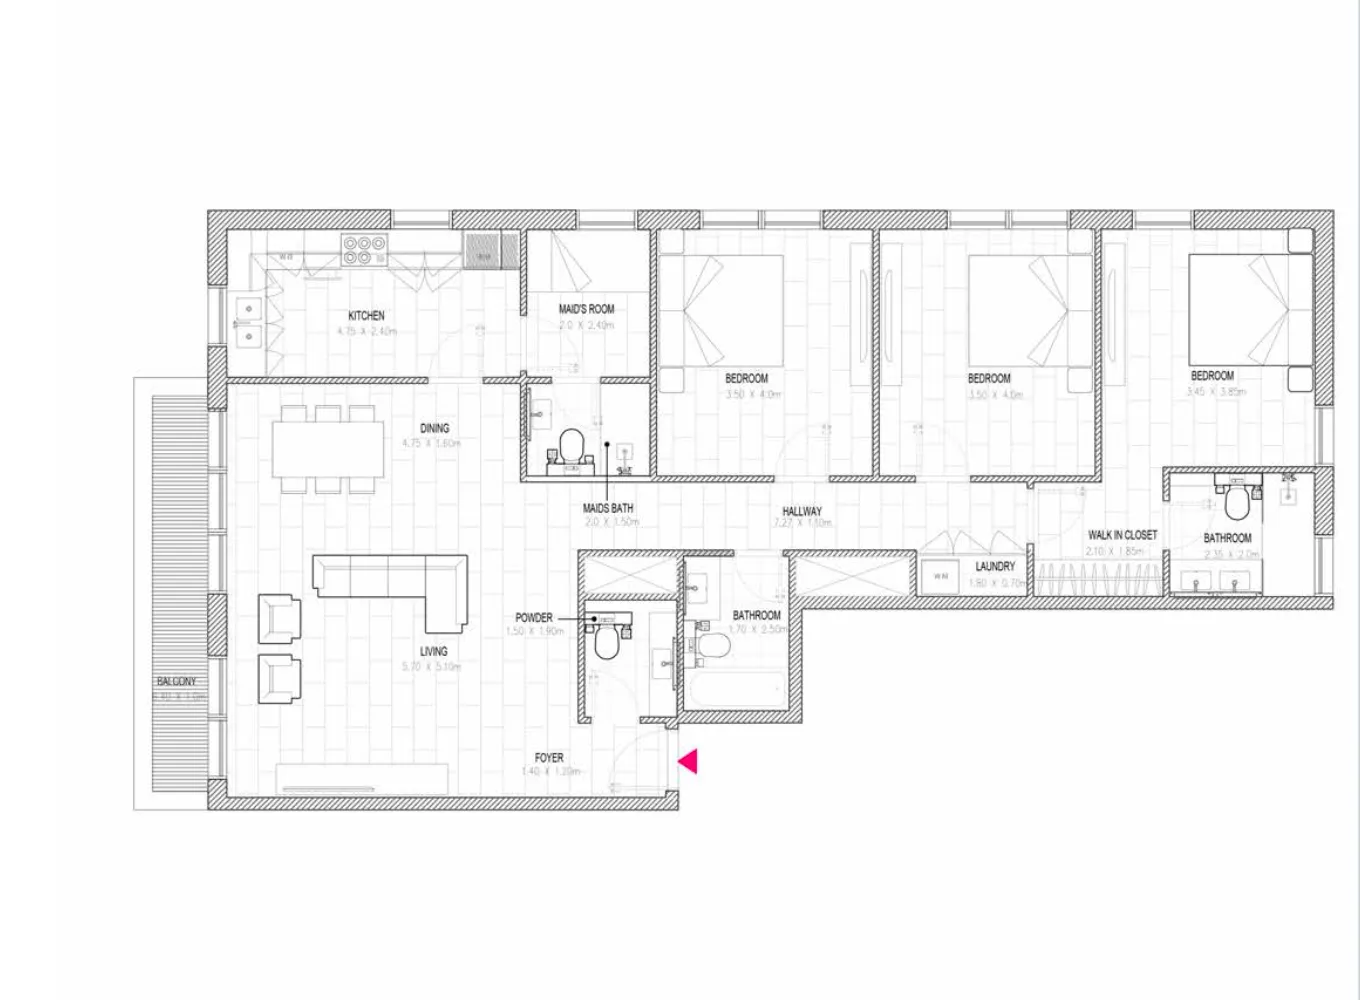 KITCHEN
4.75 X 2.40m
MAID'S ROOM
2.0 X 2.40m
BEDROOM
3.50 X 4.0m
BEDROOM
3.50 X 4.0m
BEDROOM
3.45 X 3.85m
DINING
4.75 X 1.60m
MAIDS BATH
2.0 X 1.50m
HALLWAY
7.27 X 1.10m
WALK IN CLOSET
2.10 X 1.85m
BATHROOM
2.35 X 2.0m
LAUNDRY
1.80 X 0.70m
POWDER
1.50 X 1.90m
BATHROOM
1.70 X 2.50m
LIVING
5.70 X 5.10m
BALCONY
FOYER
1.40 X 1.20m